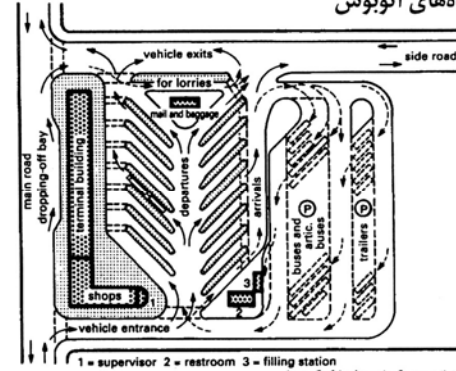 ه‌های اتوبوس
vehicle exits
side road
for lorries
mail and baggage
main road
dropping-off bay
terminal building
departures
arrivals
buses and
artic.
buses
P
trailers
P
shops
3
2
vehicle entrance
1 = supervisor 2 = restroom 3 = filling station